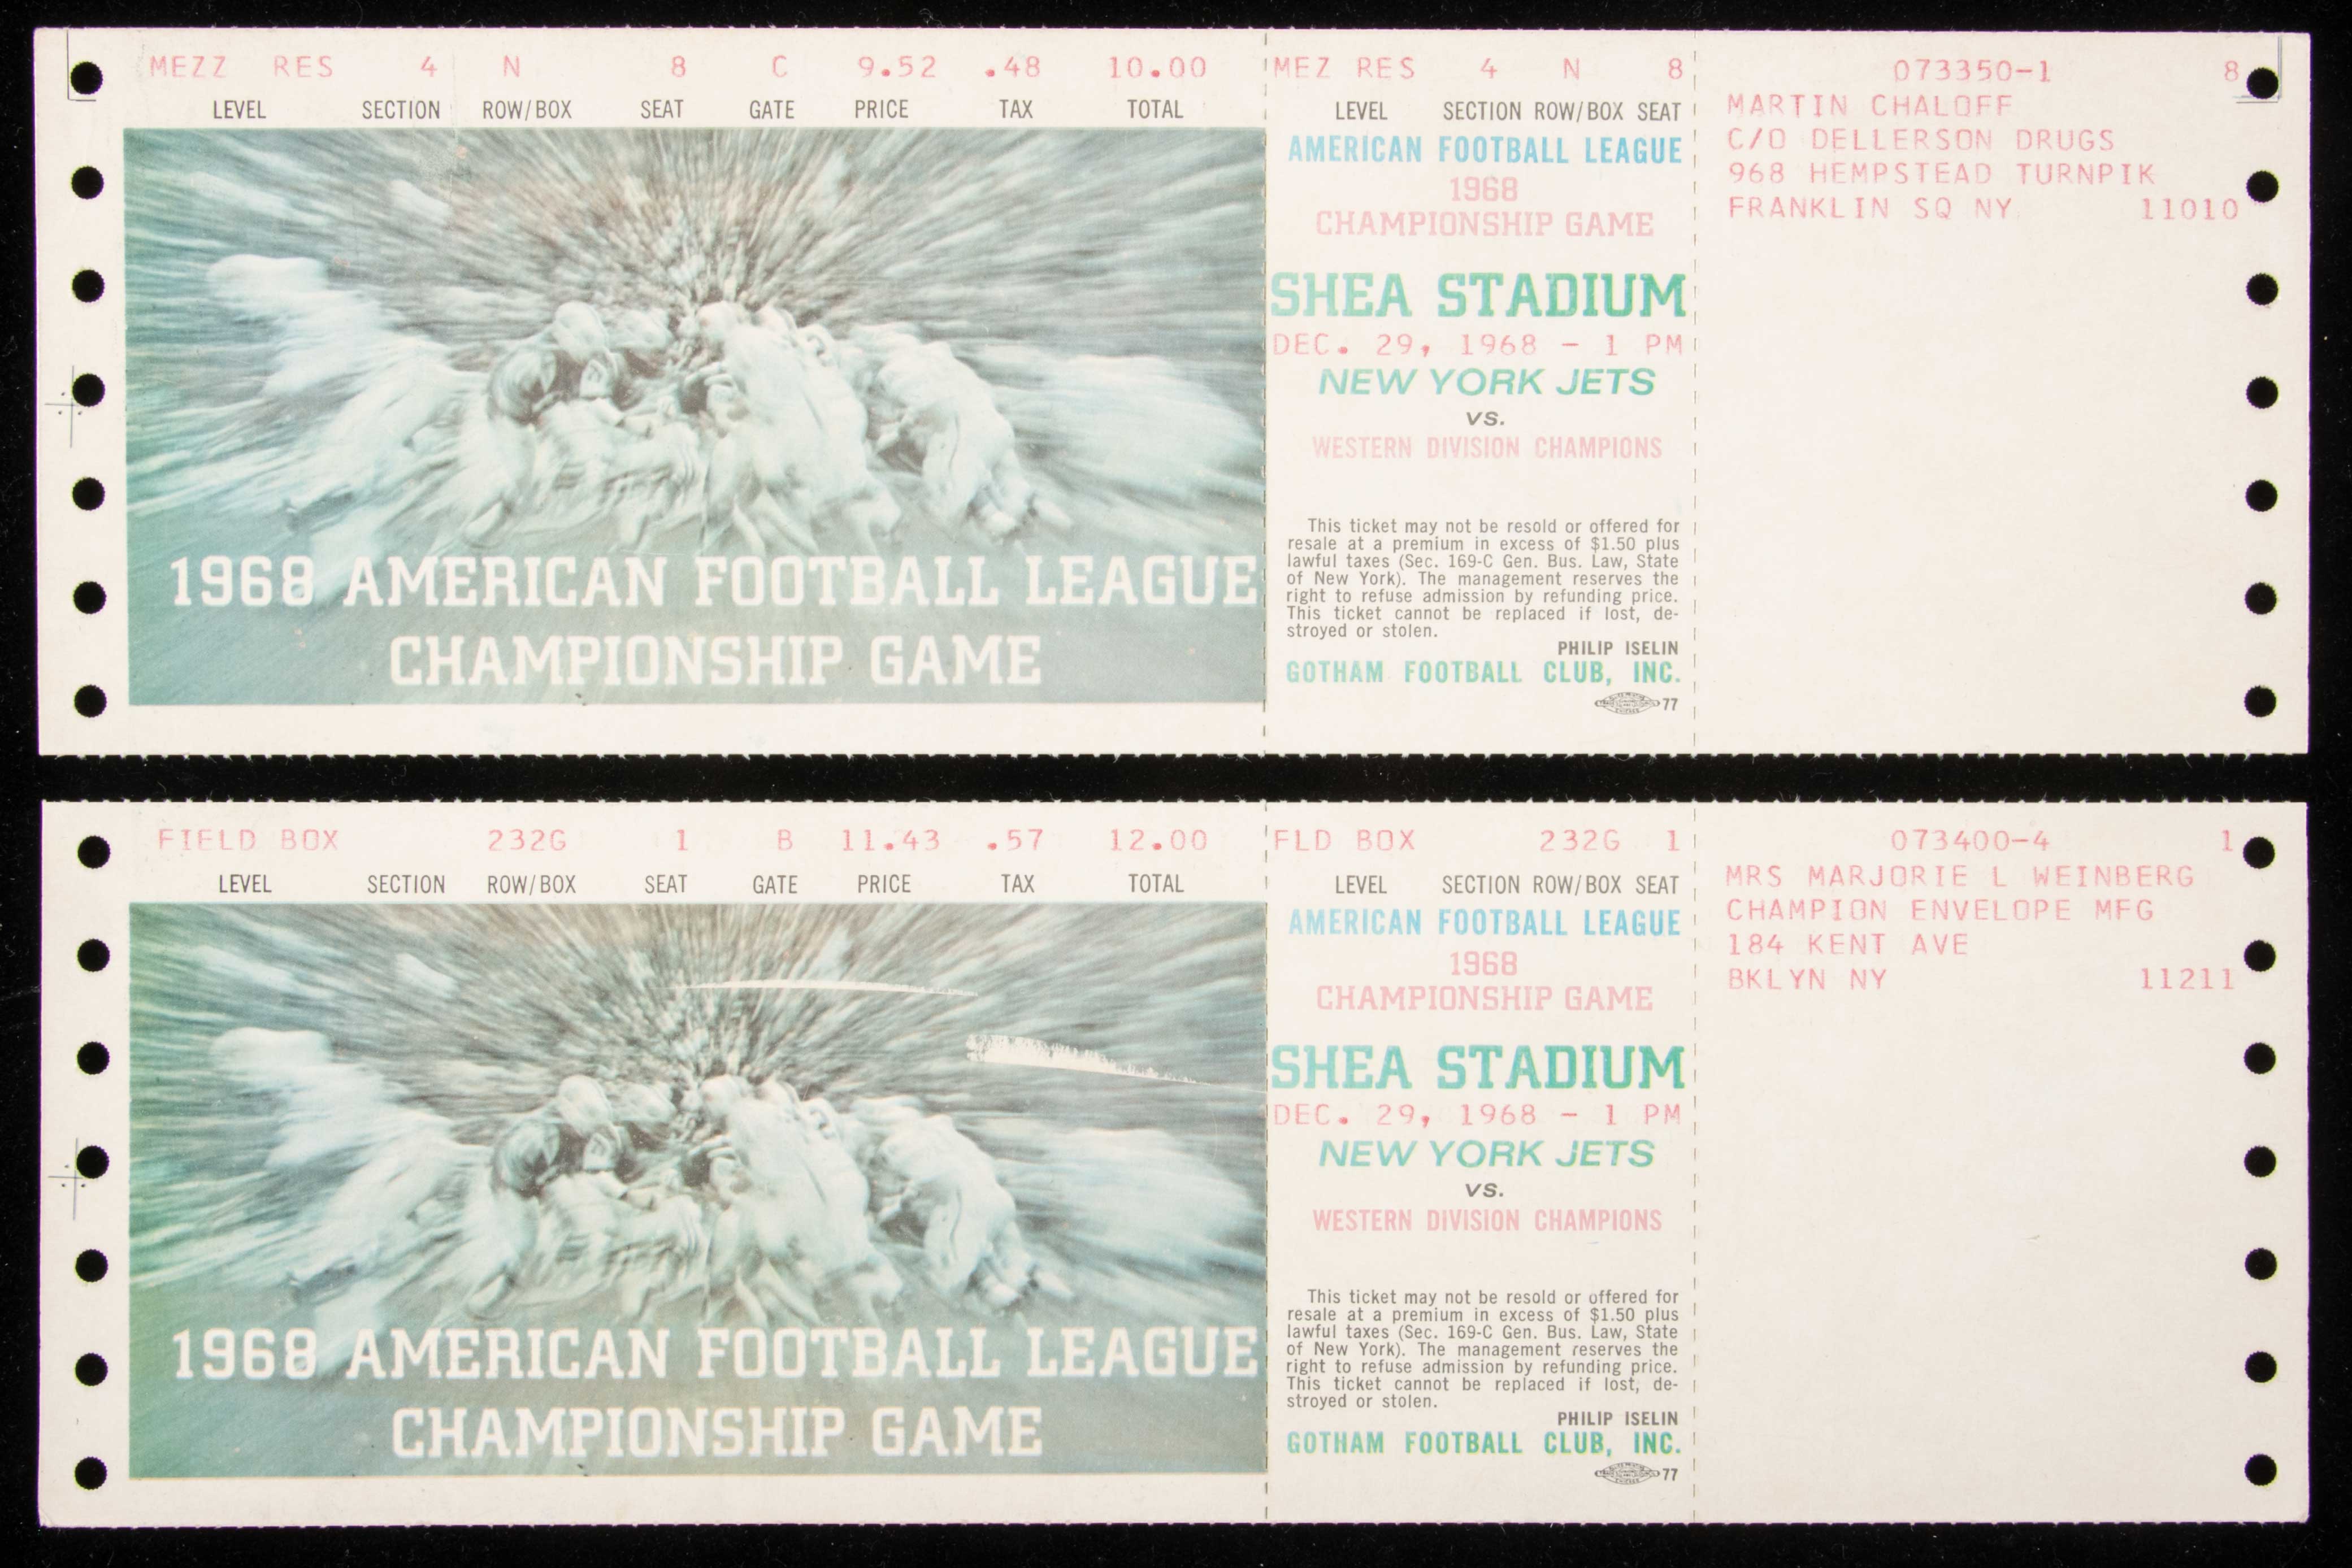 MEZZ RES 4 N 8 C 9.52 .48 10.00
LEVEL SECTION ROW/BOX SEAT GATE PRICE TAX TOTAL
1968 AMERICAN FOOTBALL LEAGUE
CHAMPIONSHIP GAME
MEZ RES 4 N 8
LEVEL SECTION ROW/BOX SEAT
AMERICAN FOOTBALL LEAGUE
1968
CHAMPIONSHIP GAME
SHEA STADIUM
DEC. 29, 1968 - 1 PM
NEW YORK JETS
VS.
WESTERN DIVISION CHAMPIONS
This ticket may not be resold or offered for
resale at a premium in excess of $1.50 plus
lawful taxes (Sec. 169-C Gen. Bus. Law, State
of New York). The management reserves the
right to refuse admission by refunding price.
This ticket cannot be replaced if lost, de-
stroyed or stolen.
PHILIP ISELIN
GOTHAM FOOTBALL CLUB, INC.
77
073350-1 8
MARTIN CHALOFF
C/O DELLERSON DRUGS
968 HEMPSTEAD TURNPIK
FRANKLIN SQ NY 11010
FIELD BOX 232G 1 B 11.43 .57 12.00
LEVEL SECTION ROW/BOX SEAT GATE PRICE TAX TOTAL
1968 AMERICAN FOOTBALL LEAGUE
CHAMPIONSHIP GAME
FLD BOX 232G 1
LEVEL SECTION ROW/BOX SEAT
AMERICAN FOOTBALL LEAGUE
1968
CHAMPIONSHIP GAME
SHEA STADIUM
DEC. 29, 1968 - 1 PM
NEW YORK JETS
VS.
WESTERN DIVISION CHAMPIONS
This ticket may not be resold or offered for
resale at a premium in excess of $1.50 plus
lawful taxes (Sec. 169-C Gen. Bus. Law, State
of New York). The management reserves the
right to refuse admission by refunding price.
This ticket cannot be replaced if lost, de-
stroyed or stolen.
PHILIP ISELIN
GOTHAM FOOTBALL CLUB, INC.
77
073400-4 1
MRS MARJORIE L WEINBERG
CHAMPION ENVELOPE MFG
184 KENT AVE
BKLYN NY 11211